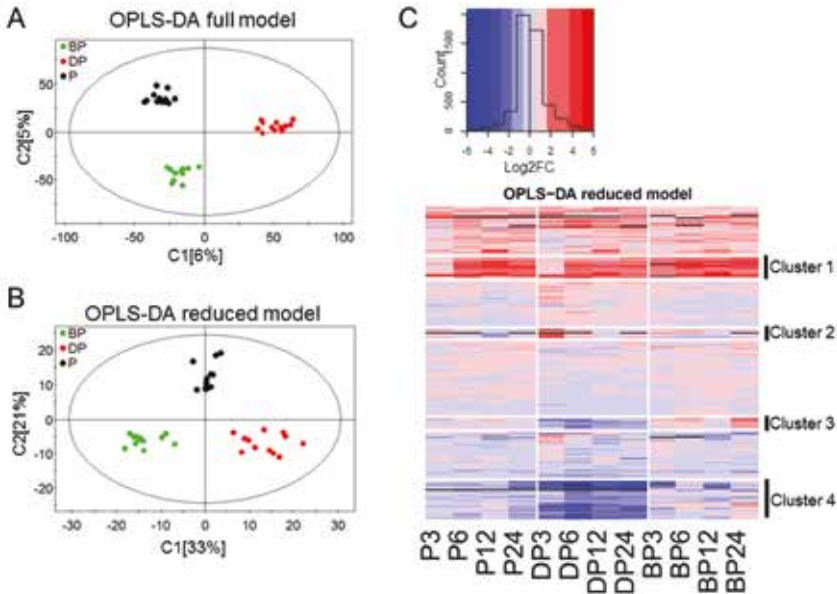 A
OPLS-DA full model
BP
DP
P
50
0
-50
C2[5%]
-100
-50
0
50
100
C1[6%]
B
OPLS-DA reduced model
BP
DP
P
20
10
0
-10
-20
C2[21%]
-30
-20
-10
0
10
20
30
C1[33%]
C
Count
0
500
1500
-6
-4
-2
0
2
4
6
Log2FC
OPLS-DA reduced model
Cluster 1
Cluster 2
Cluster 3
Cluster 4
P3
P6
P12
P24
DP3
DP6
DP12
DP24
BP3
BP6
BP12
BP24